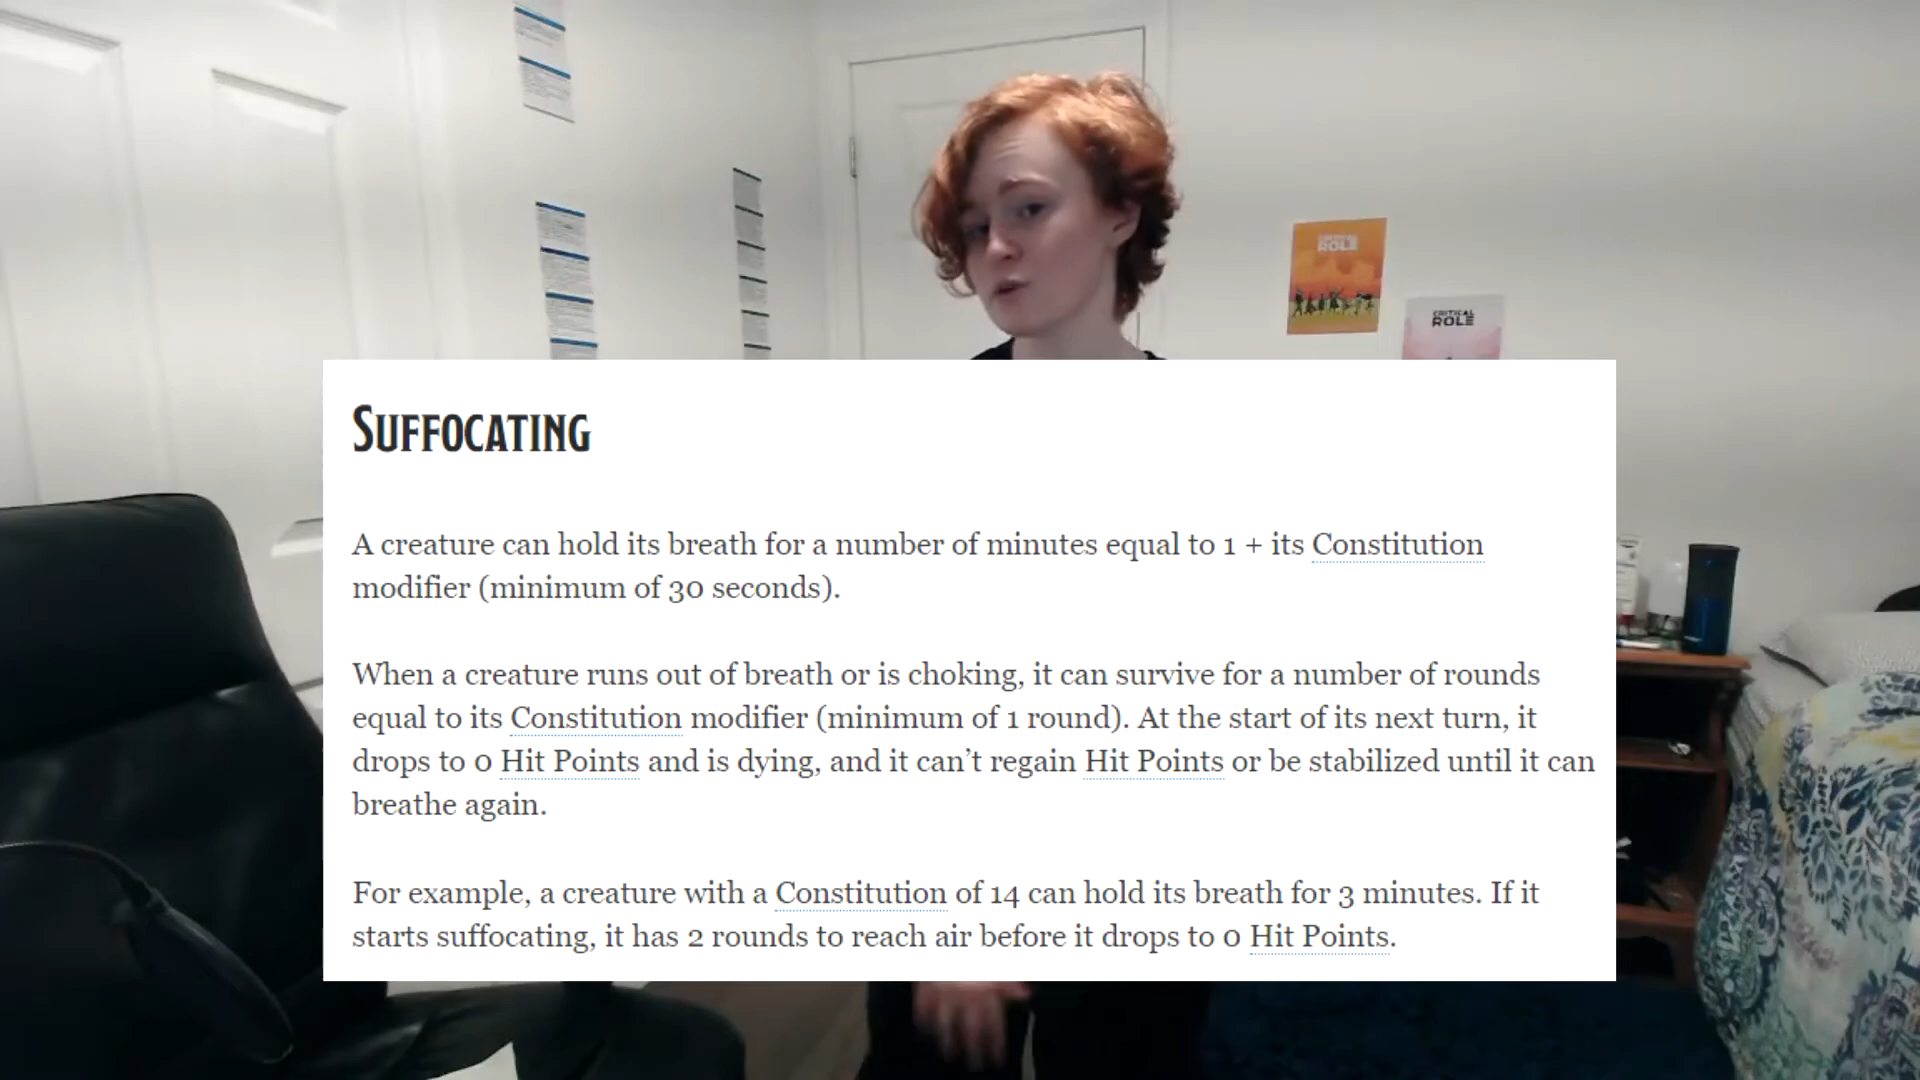 CRITICAL
ROLE
CRITICAL
ROLE
Suffocating
A creature can hold its breath for a number of minutes equal to 1 + its Constitution
modifier (minimum of 30 seconds).
When a creature runs out of breath or is choking, it can survive for a number of rounds
equal to its Constitution modifier (minimum of 1 round). At the start of its next turn, it
drops to 0 Hit Points and is dying, and it can’t regain Hit Points or be stabilized until it can
breathe again.
For example, a creature with a Constitution of 14 can hold its breath for 3 minutes. If it
starts suffocating, it has 2 rounds to reach air before it drops to 0 Hit Points.